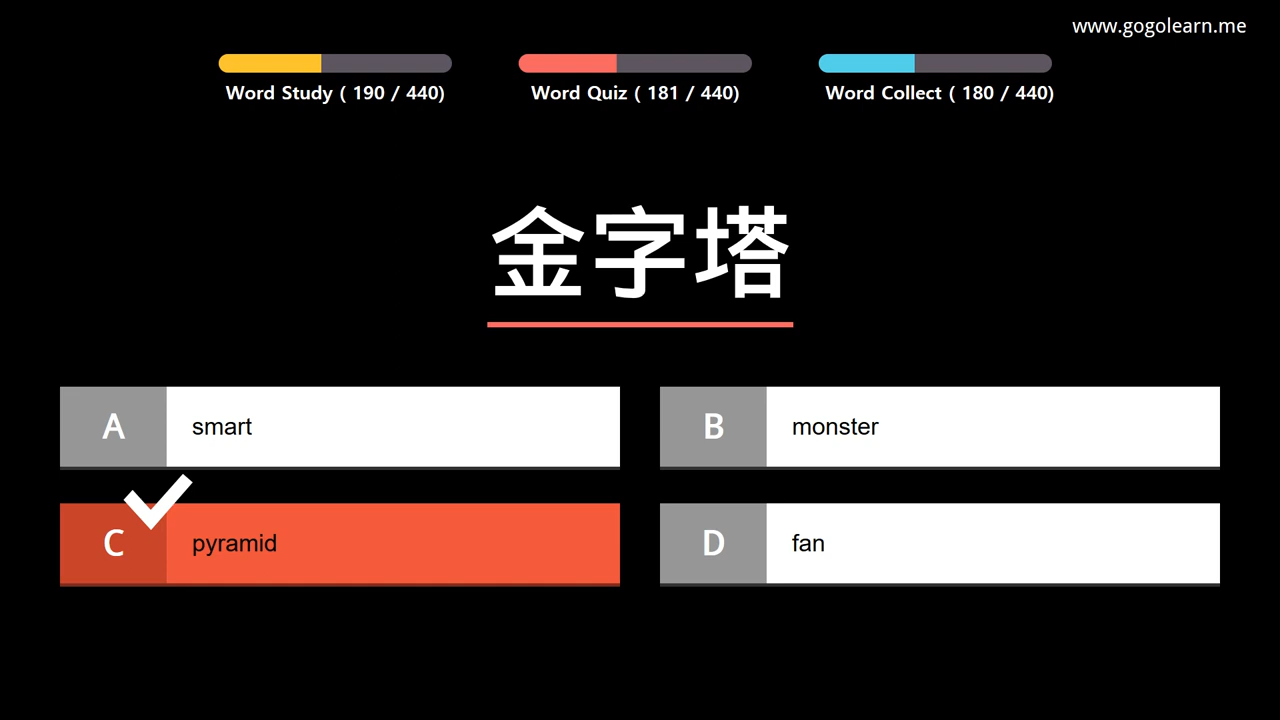 www.gogolearn.me
Word Study ( 190 / 440)
Word Quiz ( 181 / 440)
Word Collect ( 180 / 440)
金字塔
A smart
B monster
C pyramid
D fan